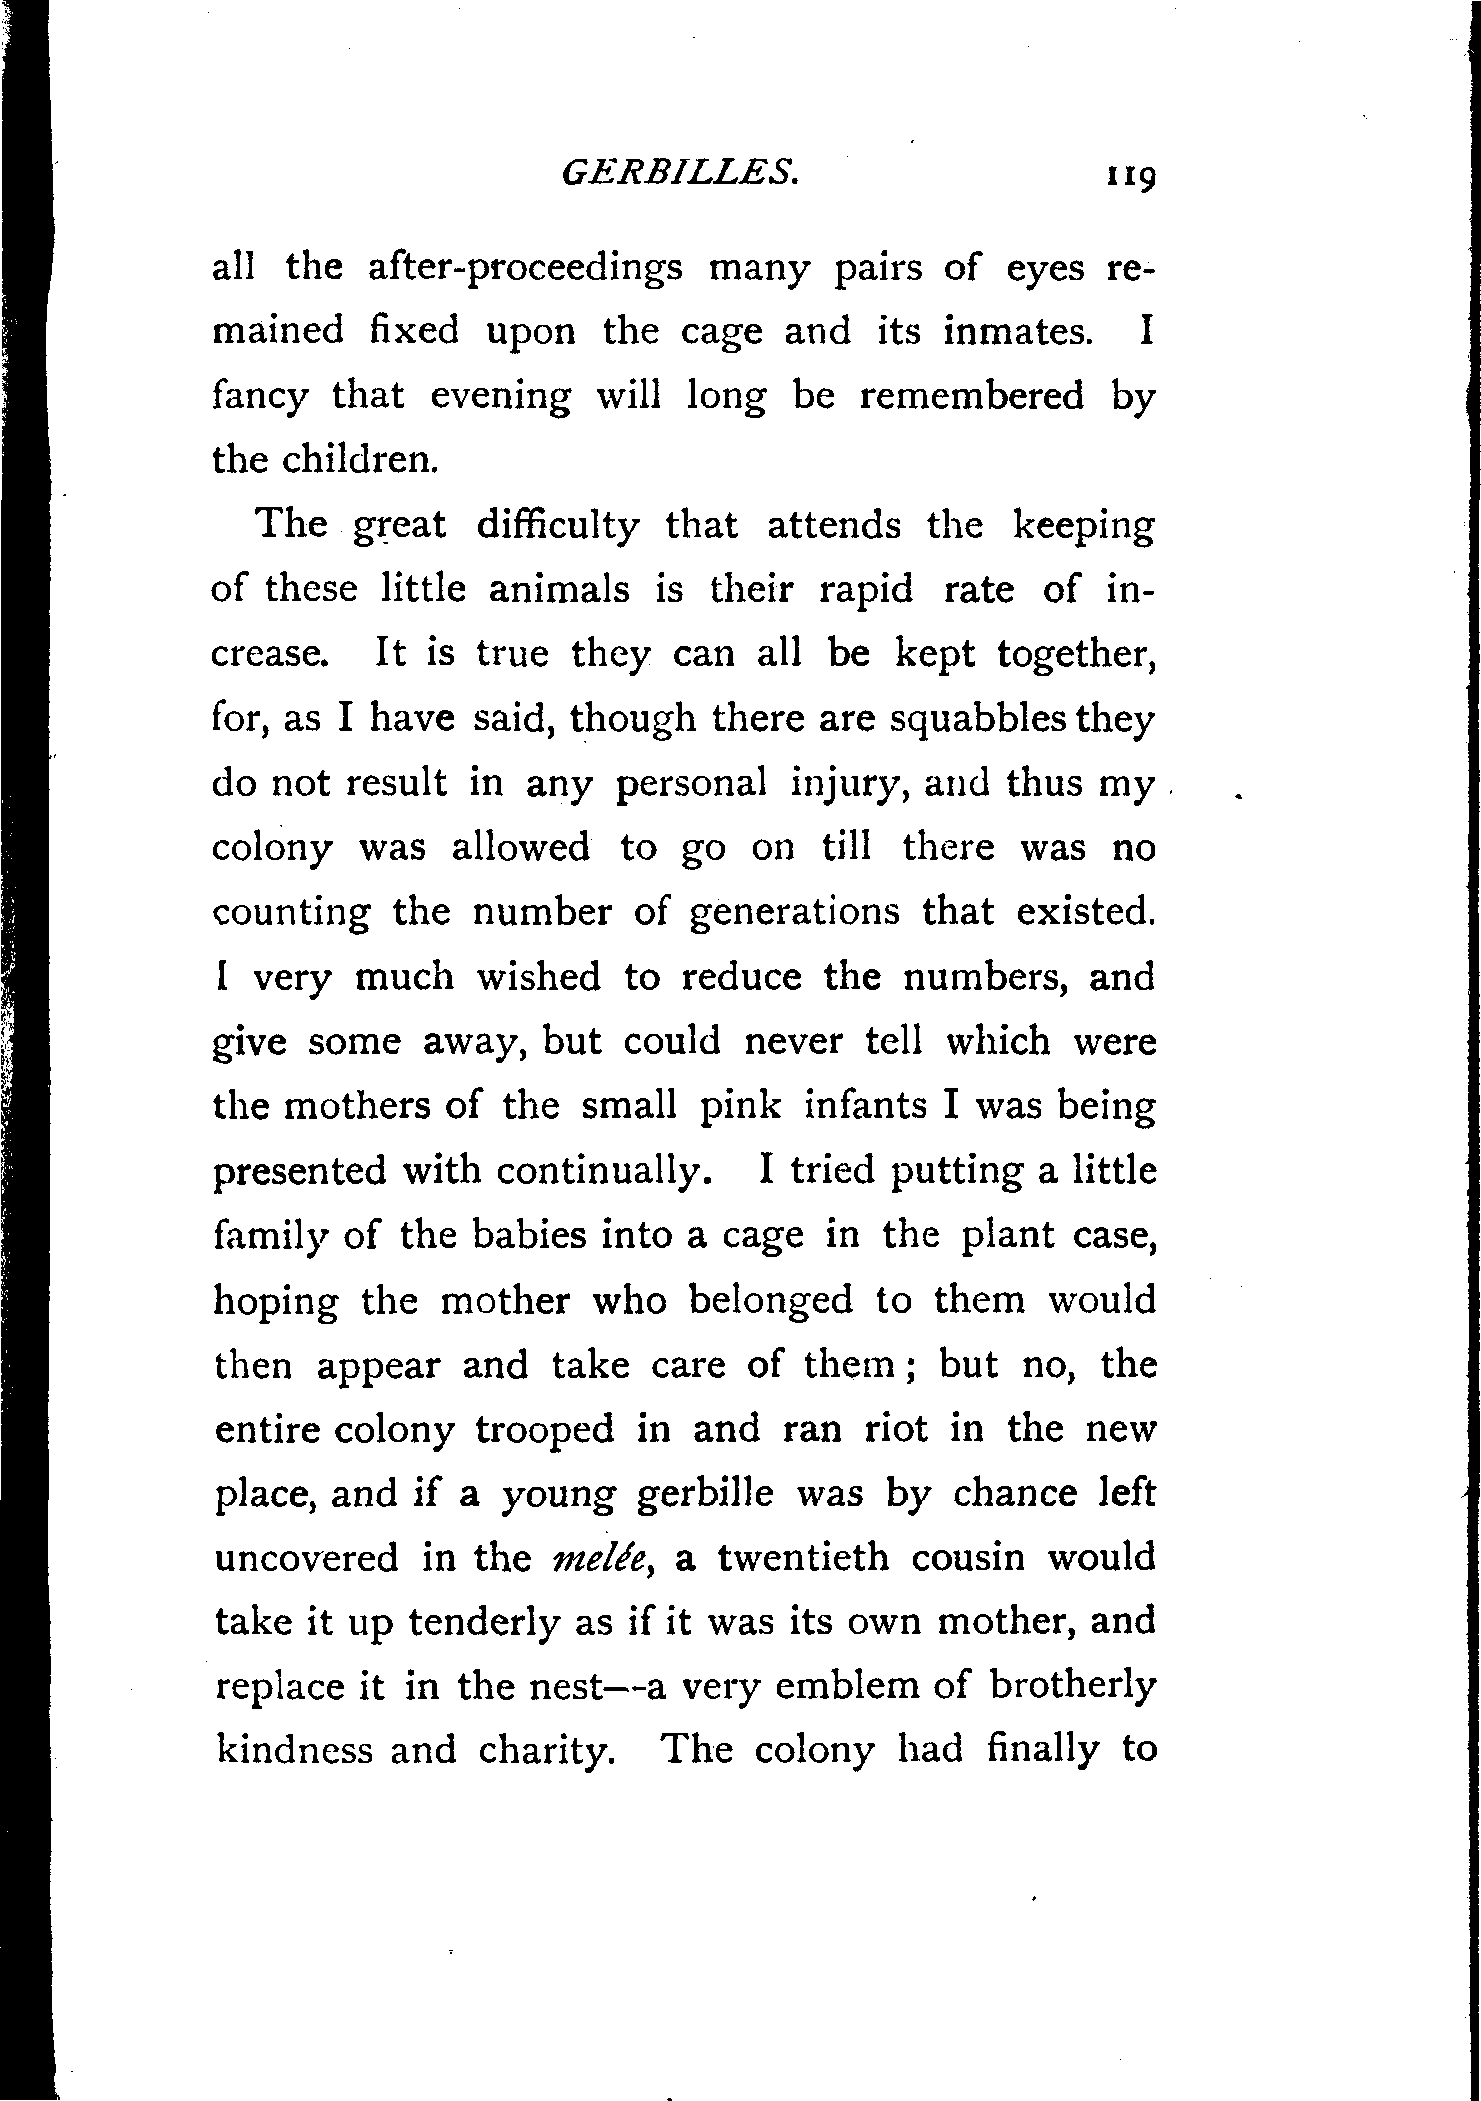 GERBILLES. 119
all the after-proceedings many pairs of eyes re-
mained fixed upon the cage and its inmates. I
fancy that evening will long be remembered by
the children.
The great difficulty that attends the keeping
of these little animals is their rapid rate of in-
crease. It is true they can all be kept together,
for, as I have said, though there are squabbles they
do not result in any personal injury, and thus my
colony was allowed to go on till there was no
counting the number of generations that existed.
I very much wished to reduce the numbers, and
give some away, but could never tell which were
the mothers of the small pink infants I was being
presented with continually. I tried putting a little
family of the babies into a cage in the plant case,
hoping the mother who belonged to them would
then appear and take care of them ; but no, the
entire colony trooped in and ran riot in the new
place, and if a young gerbille was by chance left
uncovered in the melée, a twentieth cousin would
take it up tenderly as if it was its own mother, and
replace it in the nest—a very emblem of brotherly
kindness and charity. The colony had finally to